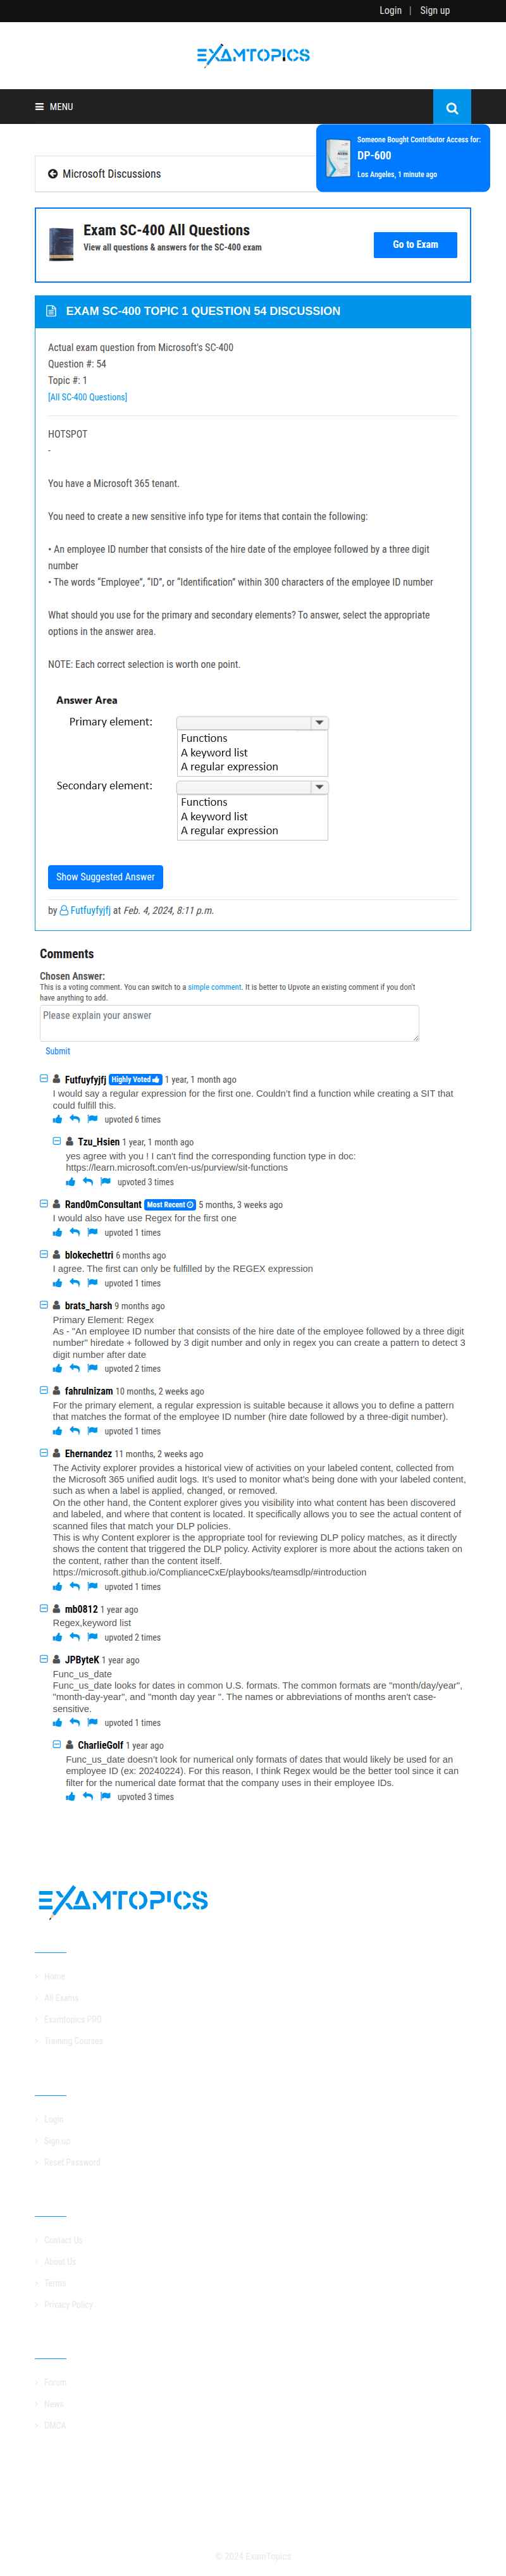 Login | Sign up
EXAMTOPICS
MENU
Someone Bought Contributor Access for:
DP-600
Los Angeles, 1 minute ago
Microsoft Discussions
Exam SC-400 All Questions
View all questions & answers for the SC-400 exam
Go to Exam
EXAM SC-400 TOPIC 1 QUESTION 54 DISCUSSION
Actual exam question from Microsoft's SC-400
Question #: 54
Topic #: 1
[All SC-400 Questions]
HOTSPOT
-
You have a Microsoft 365 tenant.
You need to create a new sensitive info type for items that contain the following:
• An employee ID number that consists of the hire date of the employee followed by a three digit
number
• The words “Employee”, “ID”, or “Identification” within 300 characters of the employee ID number
What should you use for the primary and secondary elements? To answer, select the appropriate
options in the answer area.
NOTE: Each correct selection is worth one point.
Answer Area
Primary element:
Functions
A keyword list
A regular expression
Secondary element:
Functions
A keyword list
A regular expression
Show Suggested Answer
by Futfuyfyjfj at Feb. 4, 2024, 8:11 p.m.
Comments
Chosen Answer:
This is a voting comment. You can switch to a simple comment. It is better to Upvote an existing comment if you don't
have anything to add.
Please explain your answer
Submit
Futfuyfyjfj Highly Voted 1 year, 1 month ago
I would say a regular expression for the first one. Couldn’t find a function while creating a SIT that
could fulfill this.
upvoted 6 times
Tzu_Hsien 1 year, 1 month ago
yes agree with you ! I can't find the corresponding function type in doc:
https://learn.microsoft.com/en-us/purview/sit-functions
upvoted 3 times
Rand0mConsultant Most Recent 5 months, 3 weeks ago
I would also have use Regex for the first one
upvoted 1 times
blokechettri 6 months ago
I agree. The first can only be fulfilled by the REGEX expression
upvoted 1 times
brats_harsh 9 months ago
Primary Element: Regex
As - "An employee ID number that consists of the hire date of the employee followed by a three digit
number" hiredate + followed by 3 digit number and only in regex you can create a pattern to detect 3
digit number after date
upvoted 2 times
fahrulnizam 10 months, 2 weeks ago
For the primary element, a regular expression is suitable because it allows you to define a pattern
that matches the format of the employee ID number (hire date followed by a three-digit number).
upvoted 1 times
Ehernandez 11 months, 2 weeks ago
The Activity explorer provides a historical view of activities on your labeled content, collected from
the Microsoft 365 unified audit logs. It’s used to monitor what’s being done with your labeled content,
such as when a label is applied, changed, or removed.
On the other hand, the Content explorer gives you visibility into what content has been discovered
and labeled, and where that content is located. It specifically allows you to see the actual content of
scanned files that match your DLP policies.
This is why Content explorer is the appropriate tool for reviewing DLP policy matches, as it directly
shows the content that triggered the DLP policy. Activity explorer is more about the actions taken on
the content, rather than the content itself.
https://microsoft.github.io/ComplianceCxE/playbooks/teamsdlp/#introduction
upvoted 1 times
mb0812 1 year ago
Regex,keyword list
upvoted 2 times
JPByteK 1 year ago
Func_us_date
Func_us_date looks for dates in common U.S. formats. The common formats are "month/day/year",
"month-day-year", and "month day year ". The names or abbreviations of months aren't case-
sensitive.
upvoted 1 times
CharlieGolf 1 year ago
Func_us_date doesn't look for numerical only formats of dates that would likely be used for an
employee ID (ex: 20240224). For this reason, I think Regex would be the better tool since it can
filter for the numerical date format that the company uses in their employee IDs.
upvoted 3 times
EXAMTOPICS
Home
All Exams
Examtopics PRO
Training Courses
Login
Sign up
Reset Password
Contact Us
About Us
Terms
Privacy Policy
Forum
News
DMCA
© 2024 ExamTopics